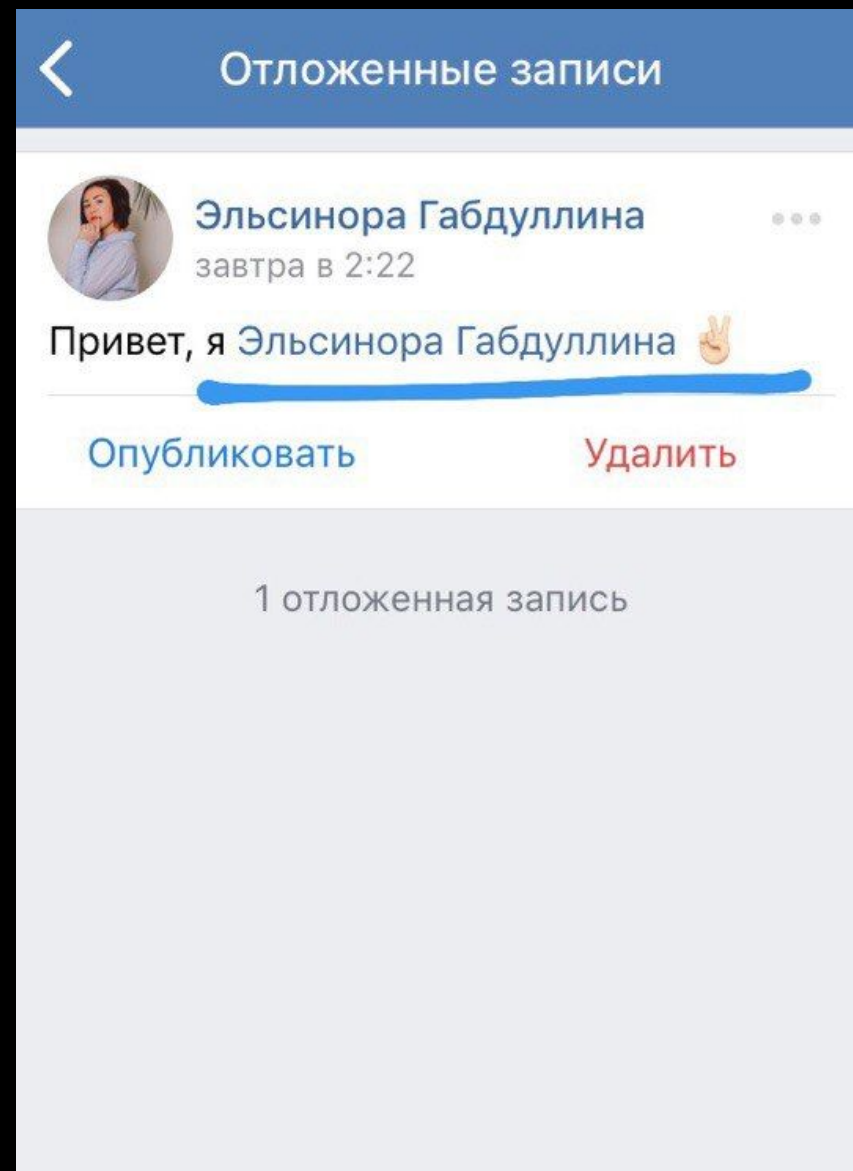 Отложенные записи
Эльсинора Габдуллина
завтра в 2:22
Привет, я Эльсинора Габдуллина ✌🏻
Опубликовать Удалить
1 отложенная запись